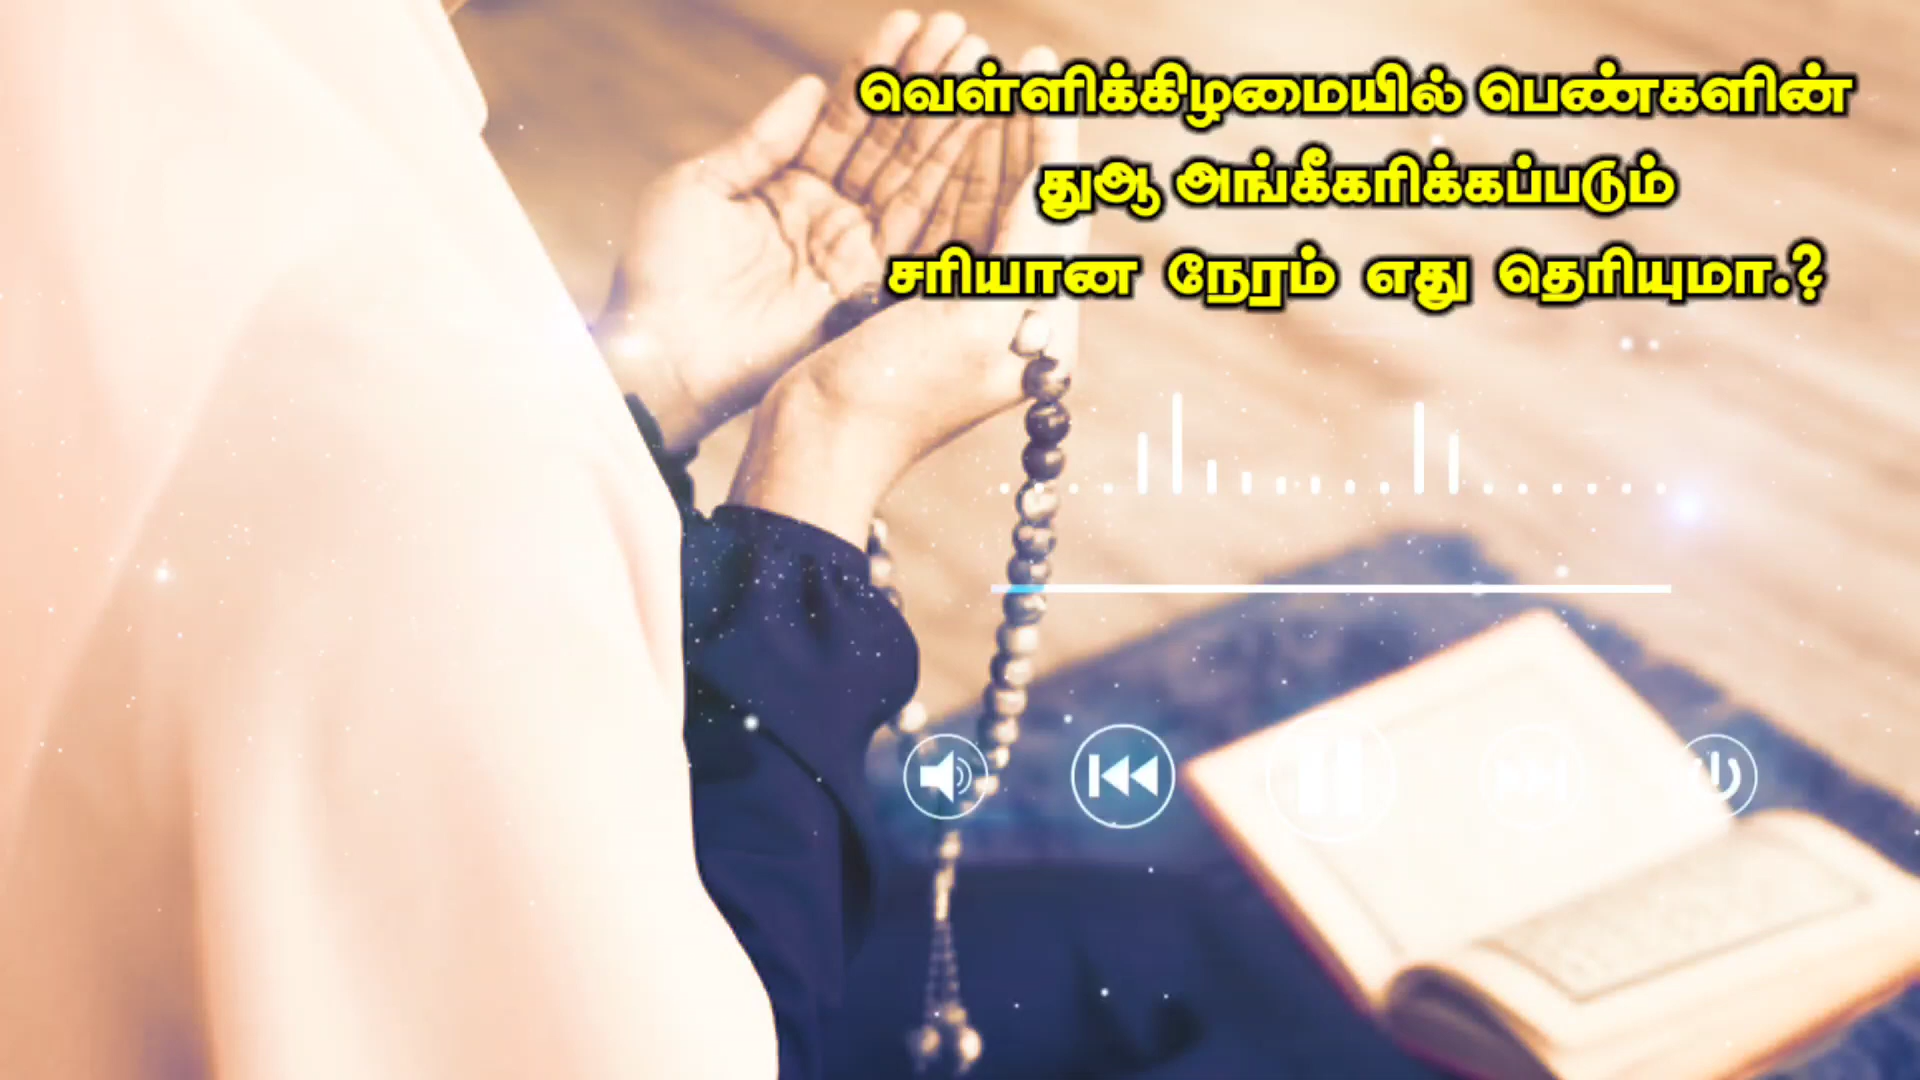 வெள்ளிக்கிழமையில் பெண்களின்
துஆ அங்கீகரிக்கப்படும்
சரியான நேரம் எது தெரியுமா.?